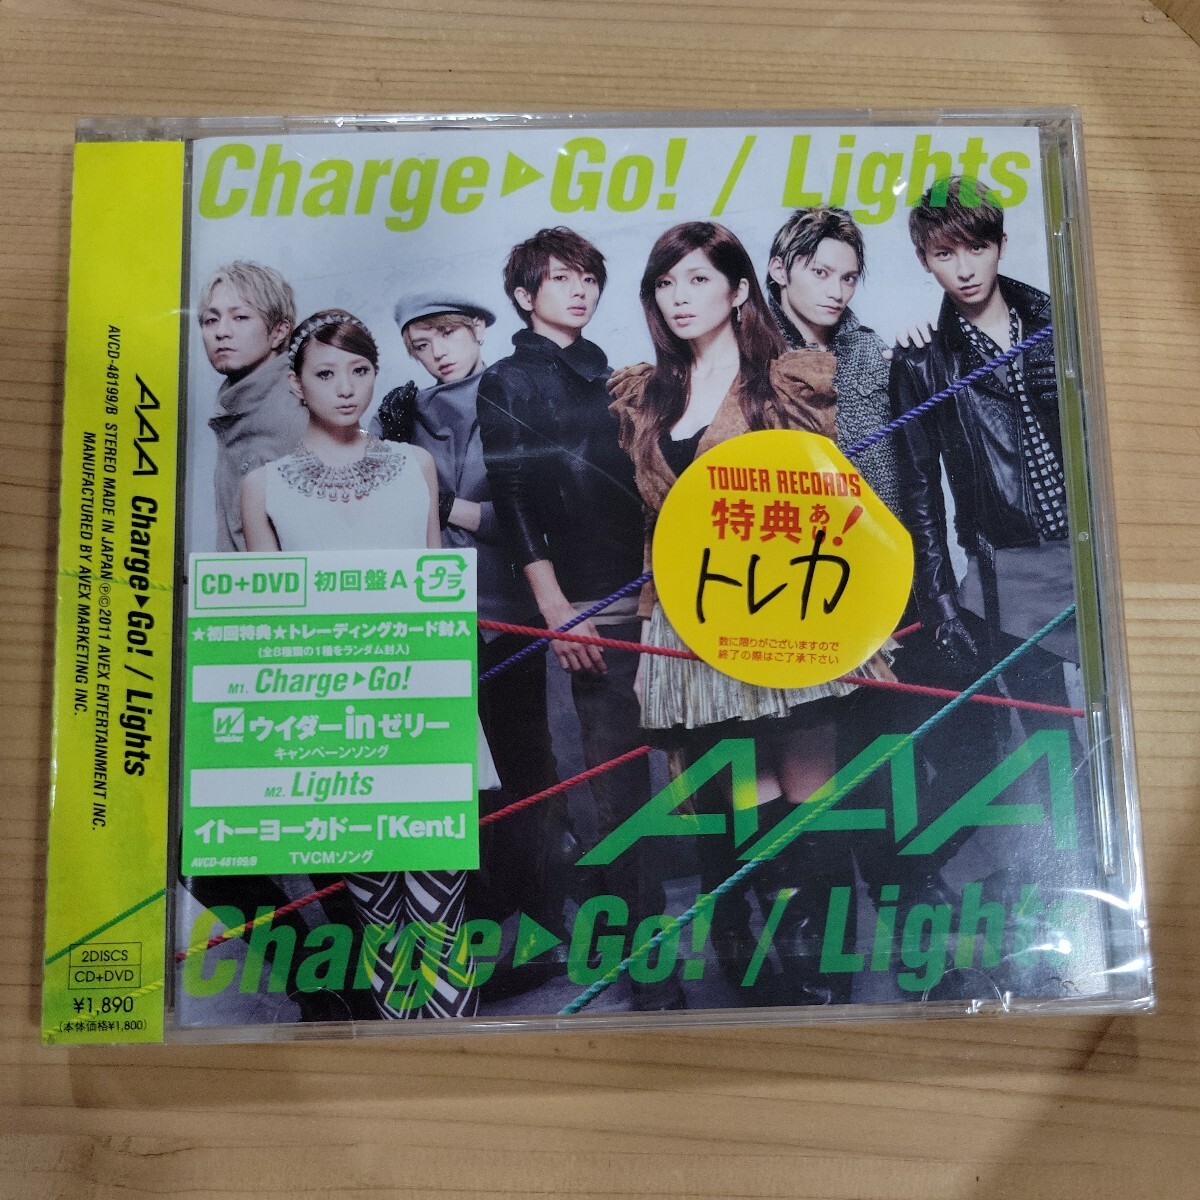 Charge▶Go! / Lights
AAA Charge▶Go! / Lights
AVCD-48199/B STEREO MADE IN JAPAN Ⓟ©2011 AVEX ENTERTAINMENT INC.
MANUFACTURED BY AVEX MARKETING INC.
2DISCS
CD+DVD
¥1,890
(本体価格¥1,800)
TOWER RECORDS
特典あり!
トレカ
数に限りがございますので
終了の際はご了承下さい
CD+DVD 初回盤A プラ
★初回特典★トレーディングカード封入
(全8種類の1種をランダム封入)
M1. Charge▶Go!
weider ウイダーinゼリー
キャンペーンソング
M2. Lights
イトーヨーカドー「Kent」
AVCD-48199/B TVCMソング
AAA
Charge▶Go! / Lights